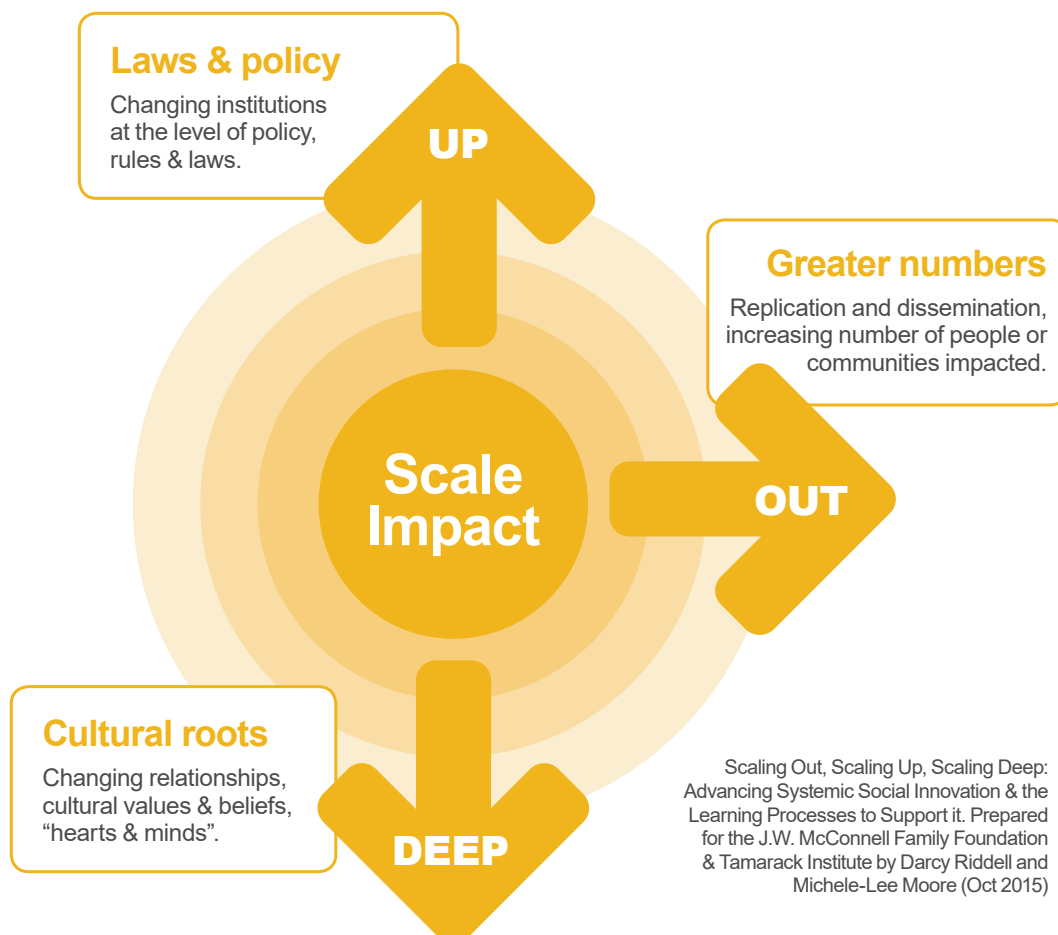 Laws & policy
Changing institutions
at the level of policy,
rules & laws.
UP
Greater numbers
Replication and dissemination,
increasing number of people or
communities impacted.
OUT
Scale
Impact
Cultural roots
Changing relationships,
cultural values & beliefs,
“hearts & minds”.
DEEP
Scaling Out, Scaling Up, Scaling Deep:
Advancing Systemic Social Innovation & the
Learning Processes to Support it. Prepared
for the J.W. McConnell Family Foundation
& Tamarack Institute by Darcy Riddell and
Michele-Lee Moore (Oct 2015)